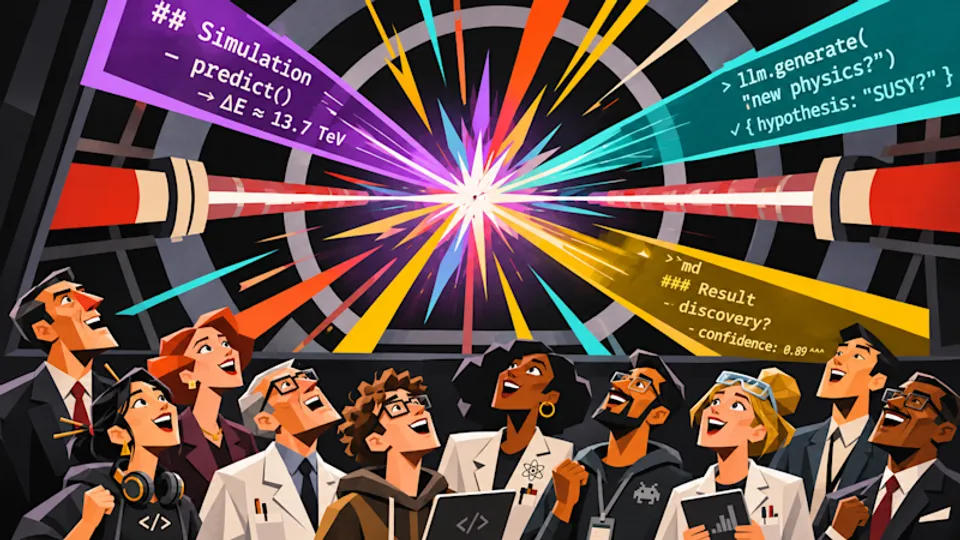 ## Simulation
- predict()
→ ΔE ≈ 13.7 TeV
> llm.generate(
"new physics?")
✓ { hypothesis: "SUSY?" }
>``md
### Result
- discovery?
- confidence: 0.89 ^^^
</>
</>